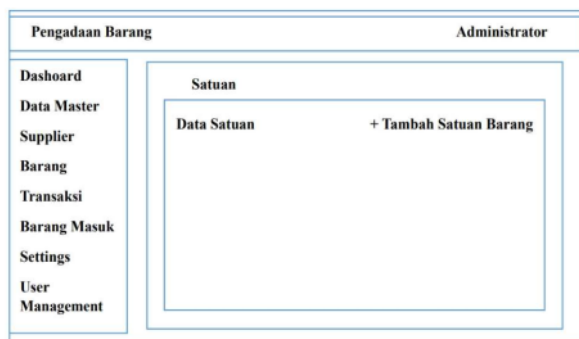 Pengadaan Barang
Administrator
Dashoard
Data Master
Supplier
Barang
Transaksi
Barang Masuk
Settings
User
Management
Satuan
Data Satuan
+ Tambah Satuan Barang